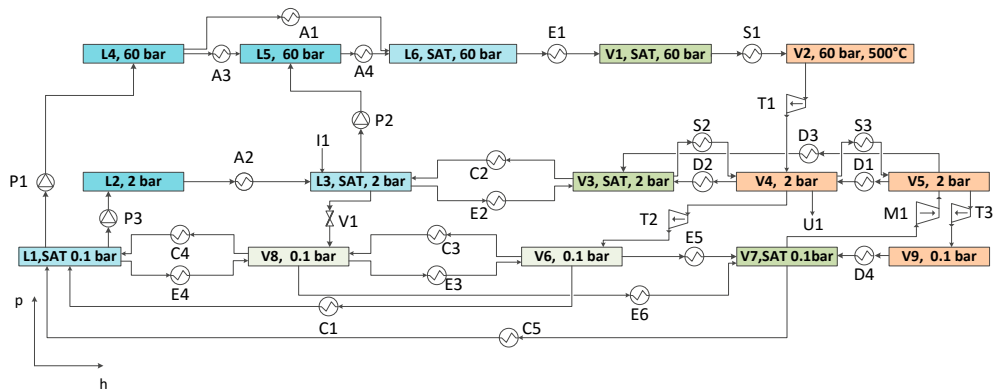 A1
L4, 60 bar
A3
L5, 60 bar
A4
L6, SAT, 60 bar
E1
V1, SAT, 60 bar
S1
V2 60 bar, 500°C
T1
P2
I1
S2
D3
S3
P1
L2, 2 bar
A2
L3, SAT, 2 bar
C2
E2
V3, SAT, 2 bar
D2
V4, 2 bar
D1
V5, 2 bar
P3
V1
T2
U1
M1
T3
L1,SAT 0.1 bar
C4
E4
V8, 0.1 bar
C3
E3
V6, 0.1 bar
E5
V7,SAT 0.1bar
D4
V9, 0.1 bar
E6
C1
C5
p
h